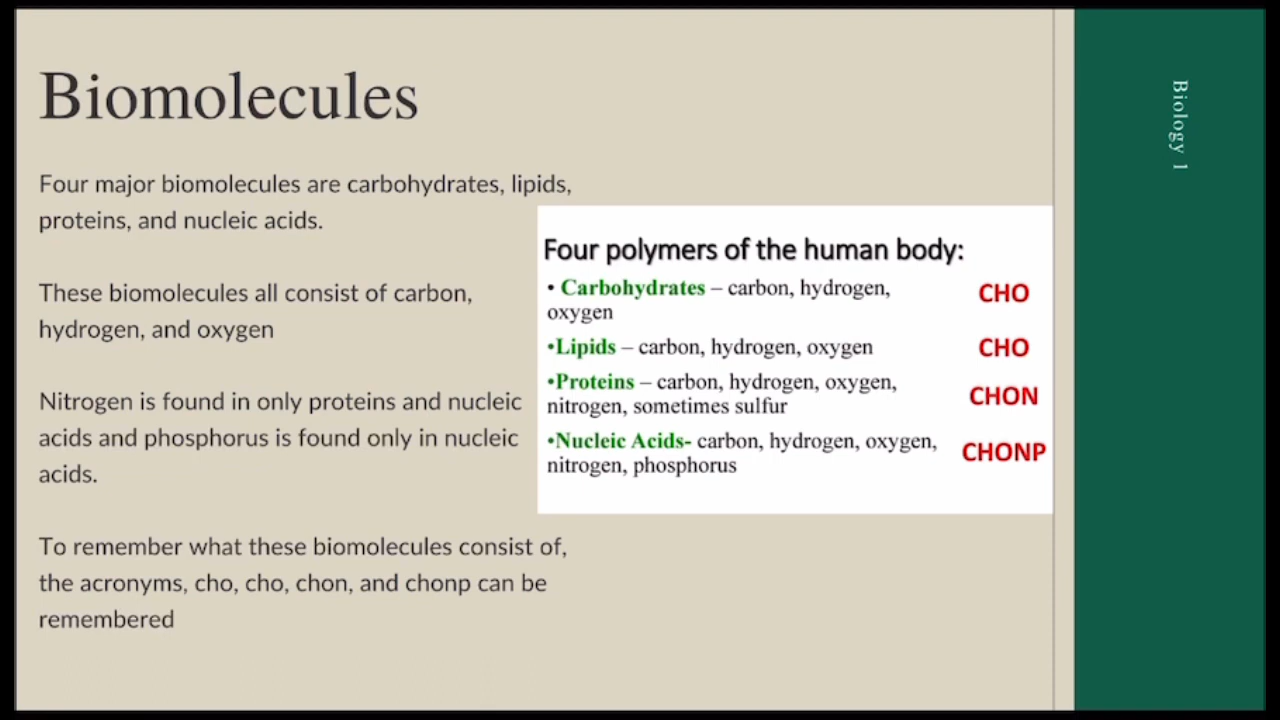 Biomolecules
Four major biomolecules are carbohydrates, lipids,
proteins, and nucleic acids.
These biomolecules all consist of carbon,
hydrogen, and oxygen
Nitrogen is found in only proteins and nucleic
acids and phosphorus is found only in nucleic
acids.
To remember what these biomolecules consist of,
the acronyms, cho, cho, chon, and chonp can be
remembered
Four polymers of the human body:
• Carbohydrates – carbon, hydrogen,
oxygen
CHO
•Lipids – carbon, hydrogen, oxygen
CHO
•Proteins – carbon, hydrogen, oxygen,
nitrogen, sometimes sulfur
CHON
•Nucleic Acids- carbon, hydrogen, oxygen,
nitrogen, phosphorus
CHONP
Biology 1